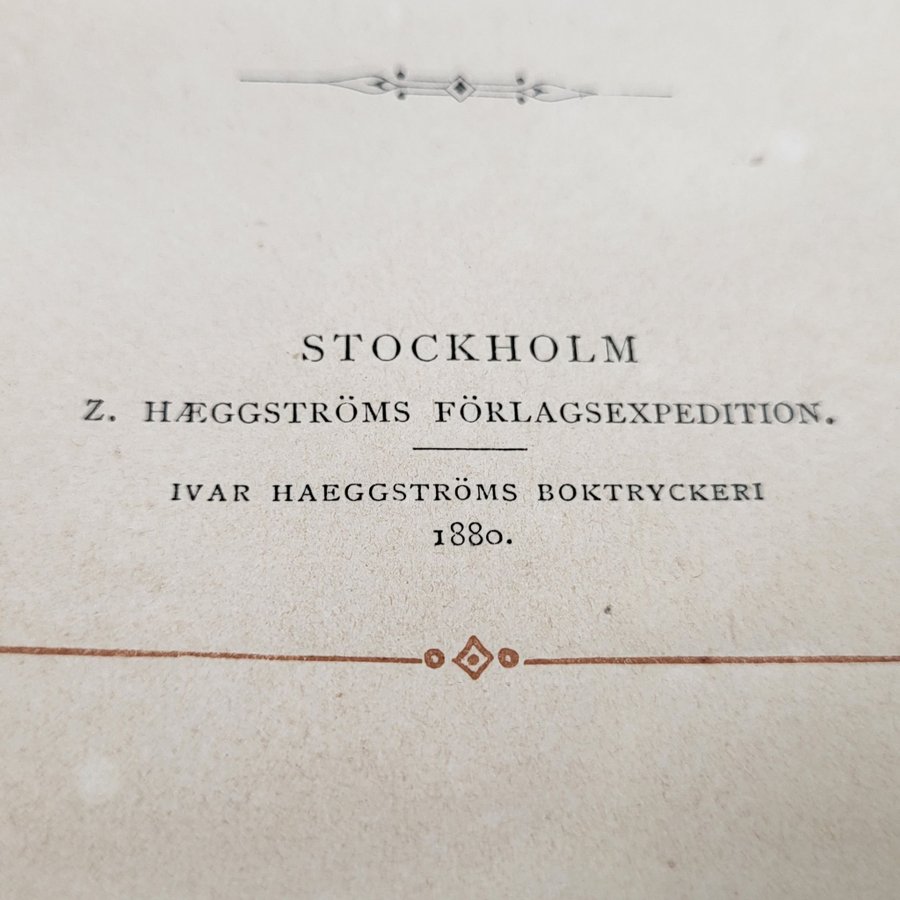 STOCKHOLM
Z. HÆGGSTRÖMS FÖRLAGSEXPEDITION.
IVAR HAEGGSTRÖMS BOKTRYCKERI
1880.